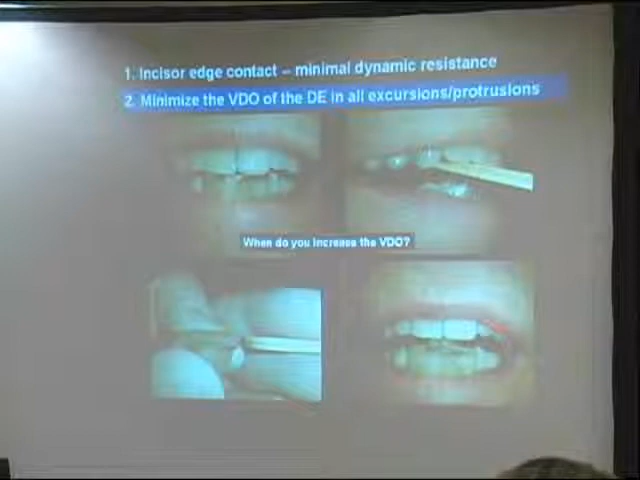 1. Incisor edge contact – minimal dynamic resistance
2. Minimize the VDO of the DE in all excursions/protrusions
When do you increase the VDO?